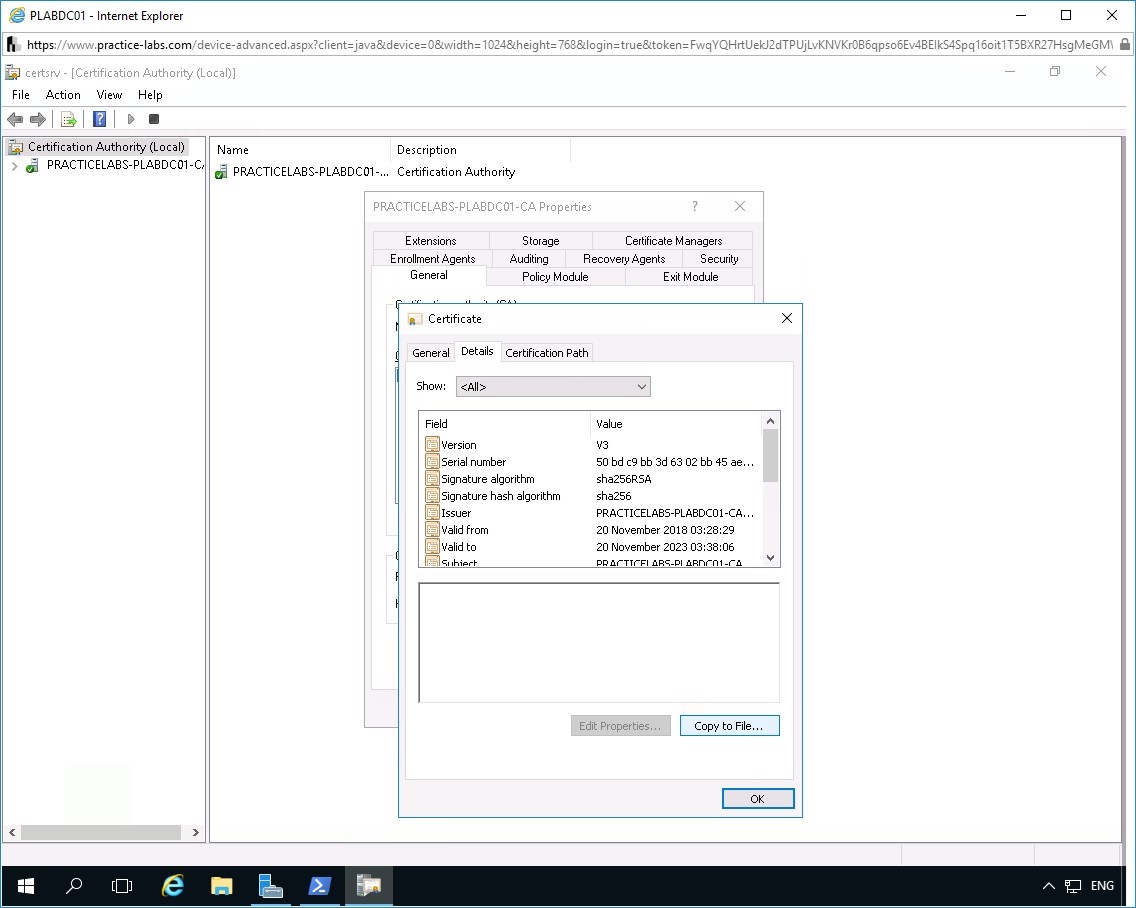 PLABDC01 - Internet Explorer
https://www.practice-labs.com/device-advanced.aspx?client=java&device=0&width=1024&height=768&login=true&token=FwqYQHrtUekJ2dTPUjLvKNVKr0B6qpso6Ev4BEIkS4Spq16oit1T5BXR27HsgMeGM
certsrv - [Certification Authority (Local)]
File Action View Help
Certification Authority (Local)
PRACTICELABS-PLABDC01-CA
Name Description
PRACTICELABS-PLABDC01-... Certification Authority
PRACTICELABS-PLABDC01-CA Properties ?
Extensions Storage Certificate Managers
Enrollment Agents Auditing Recovery Agents Security
General Policy Module Exit Module
Certificate
General Details Certification Path
Show: <All>
Field Value
Version V3
Serial number 50 bd c9 bb 3d 63 02 bb 45 ae...
Signature algorithm sha256RSA
Signature hash algorithm sha256
Issuer PRACTICELABS-PLABDC01-CA...
Valid from 20 November 2018 03:28:29
Valid to 20 November 2023 03:38:06
Subject PRACTICELABS-PLABDC01-CA
Edit Properties... Copy to File...
OK
ENG